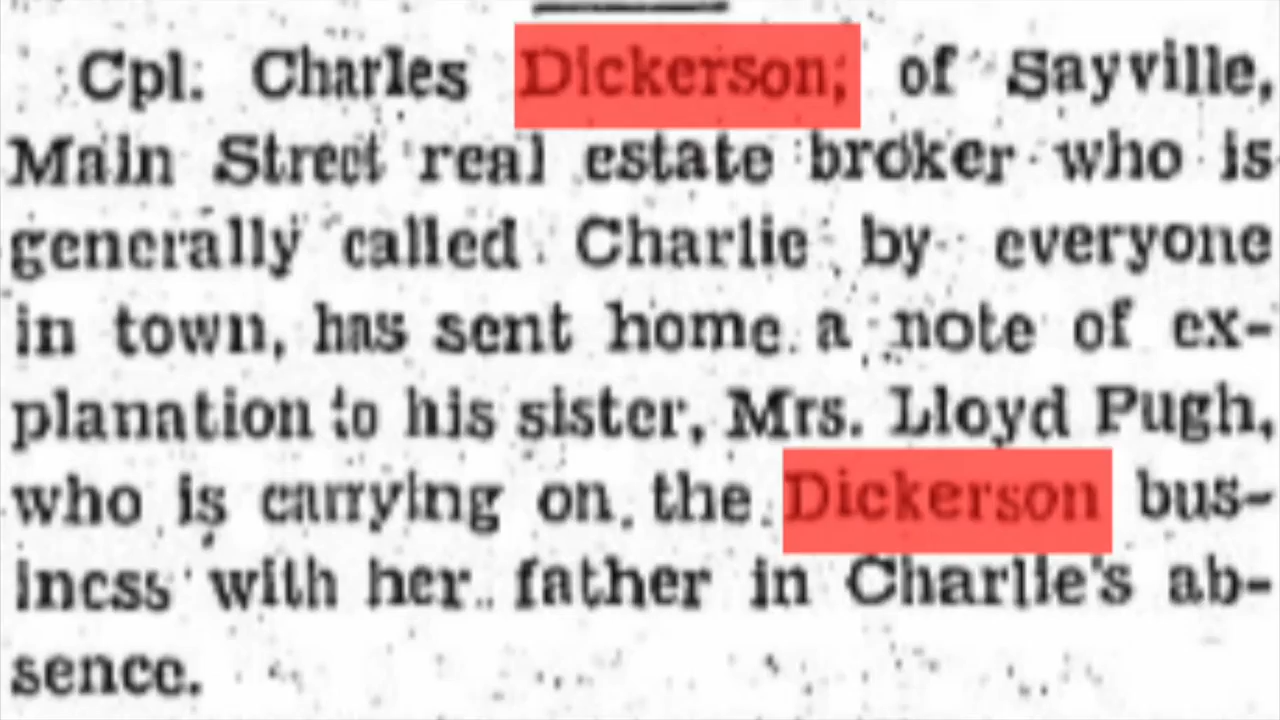 Cpl. Charles Dickerson, of Sayville,
Main Street real estate broker who is
generally called Charlie by everyone
in town, has sent home a note of ex-
planation to his sister, Mrs. Lloyd Pugh,
who is carrying on the Dickerson bus-
iness with her father in Charlie's ab-
sence.